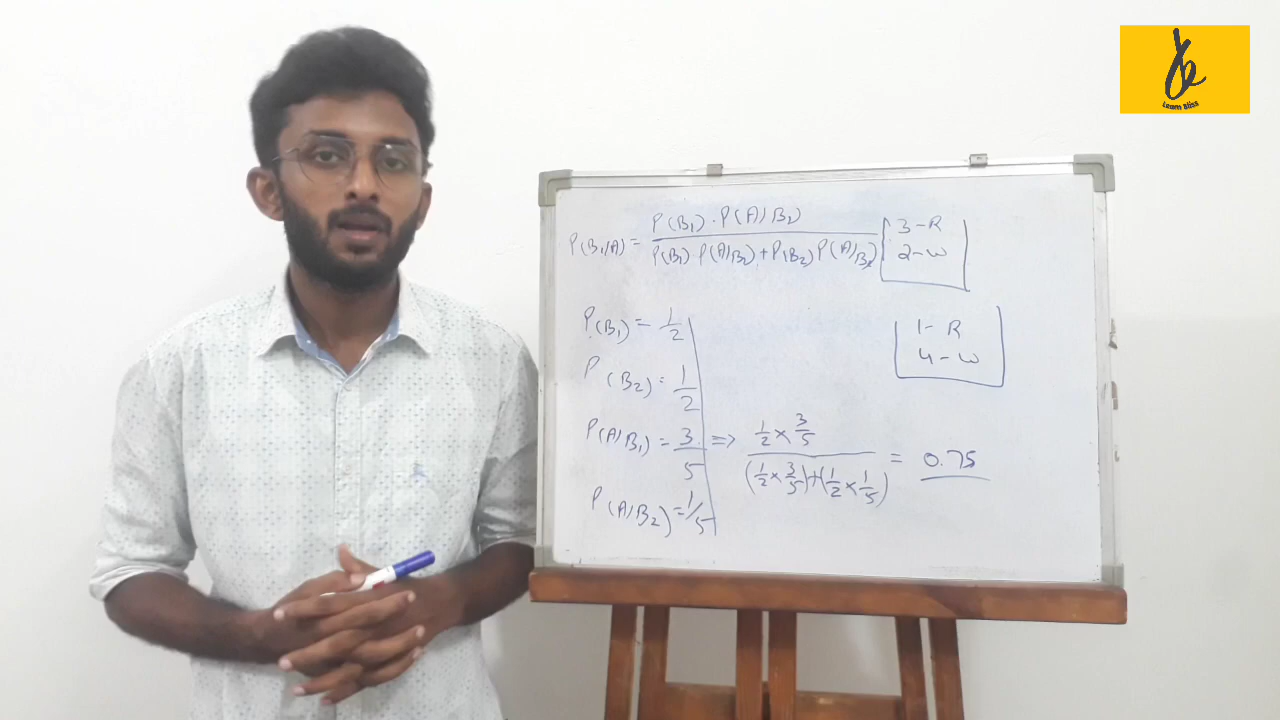 Learn Bliss
P(B₁/A) = P(B₁) · P(A/B₂) / P(B₁) · P(A/B₂) + P(B₂) P(A/B₂)
3 - R
2 - W
1 - R
4 - W
P(B₁) = 1/2
P(B₂) = 1/2
P(A/B₁) = 3/5 ⇒ 1/2 × 3/5 / (1/2 × 3/5) + (1/2 × 1/5) = 0.75
P(A/B₂) = 1/5